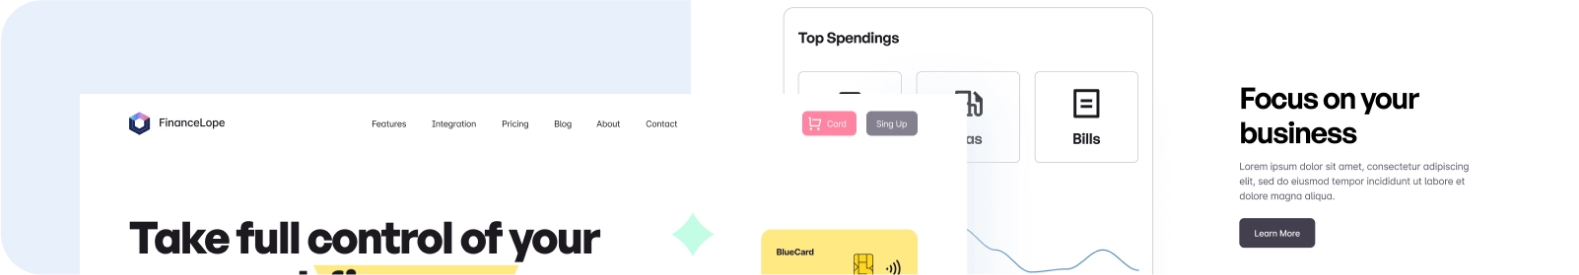 Top Spendings
Bills
FinanceLope
Features
Integration
Pricing
Blog
About
Contact
Card
Sing Up
Take full control of your
BlueCard
Focus on your
business
Lorem ipsum dolor sit amet, consectetur adipiscing
elit, sed do eiusmod tempor incididunt ut labore et
dolore magna aliqua.
Learn More